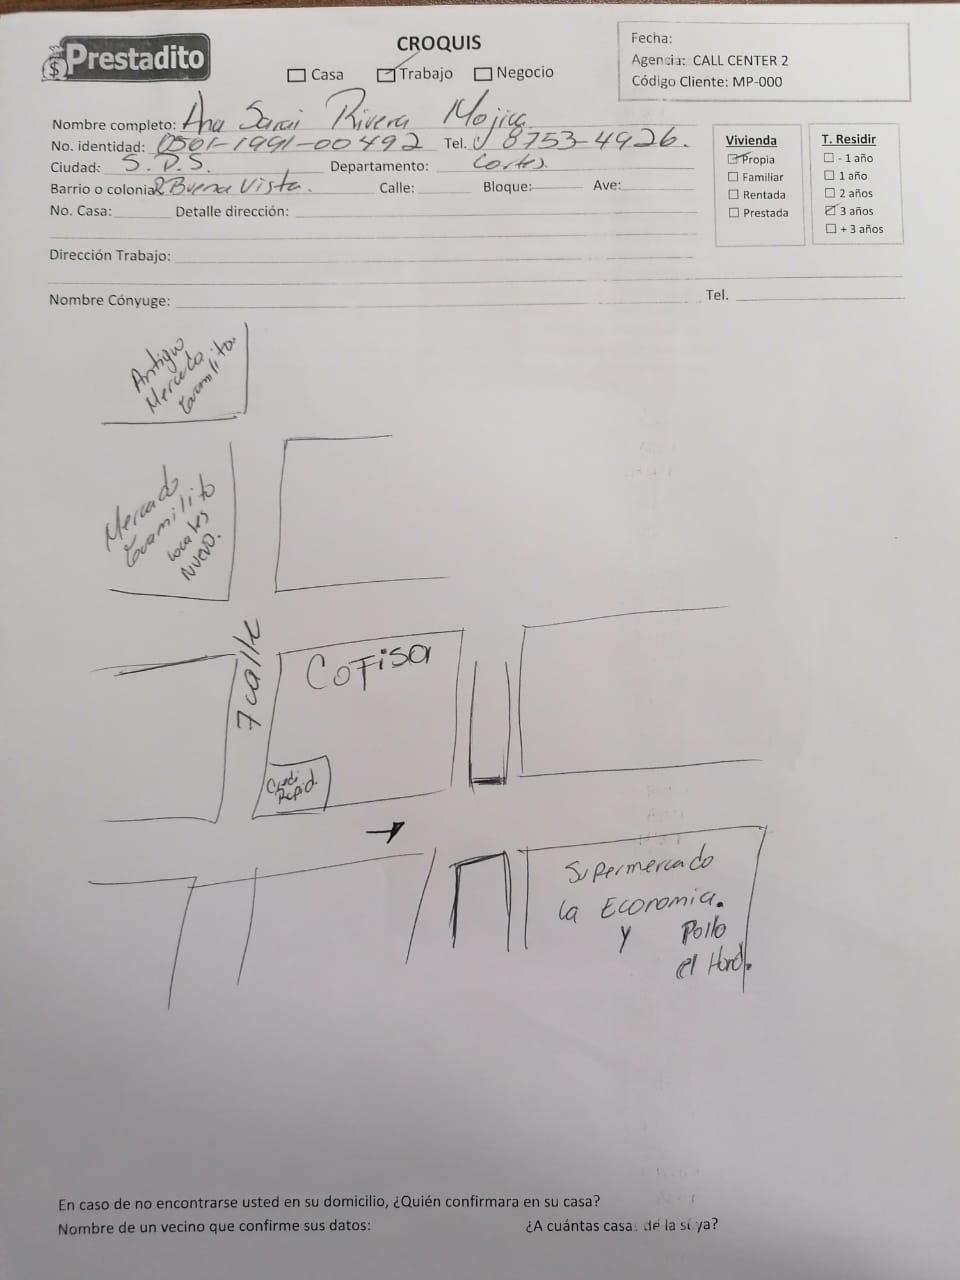 Prestadito
CROQUIS
Casa Trabajo Negocio
Fecha:
Agencia: CALL CENTER 2
Código Cliente: MP-000
Nombre completo: Ana Sarai Rivera Mojica
No. identidad: 0501-1991-00492 Tel. 8753-4926.
Ciudad: S.P.S. Departamento: Cortes.
Barrio o colonia: Buena Vista. Calle: Bloque: Ave:
No. Casa: Detalle dirección:
Dirección Trabajo:
Nombre Cónyuge: Tel.
Vivienda
Propia
Familiar
Rentada
Prestada
T. Residir
- 1 año
1 año
2 años
3 años
+ 3 años
Antiguo
Mercado
Mercado
locales
Nuevo.
7 calle
Cofisa
Credi
Rapid.
Supermercado
la Economia.
y Pollo
el Hond.
En caso de no encontrarse usted en su domicilio, ¿Quién confirmara en su casa?
Nombre de un vecino que confirme sus datos: ¿A cuántas casas de la suya?